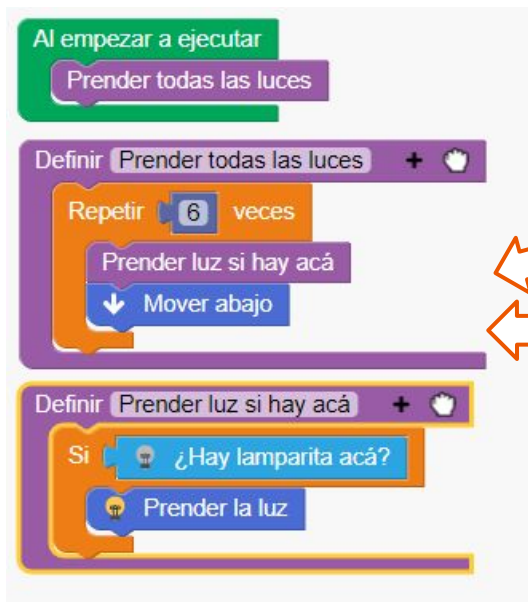 Al empezar a ejecutar
Prender todas las luces
Definir Prender todas las luces +
Repetir 6 veces
Prender luz si hay acá
Mover abajo
Definir Prender luz si hay acá +
Si ¿Hay lamparita acá?
Prender la luz